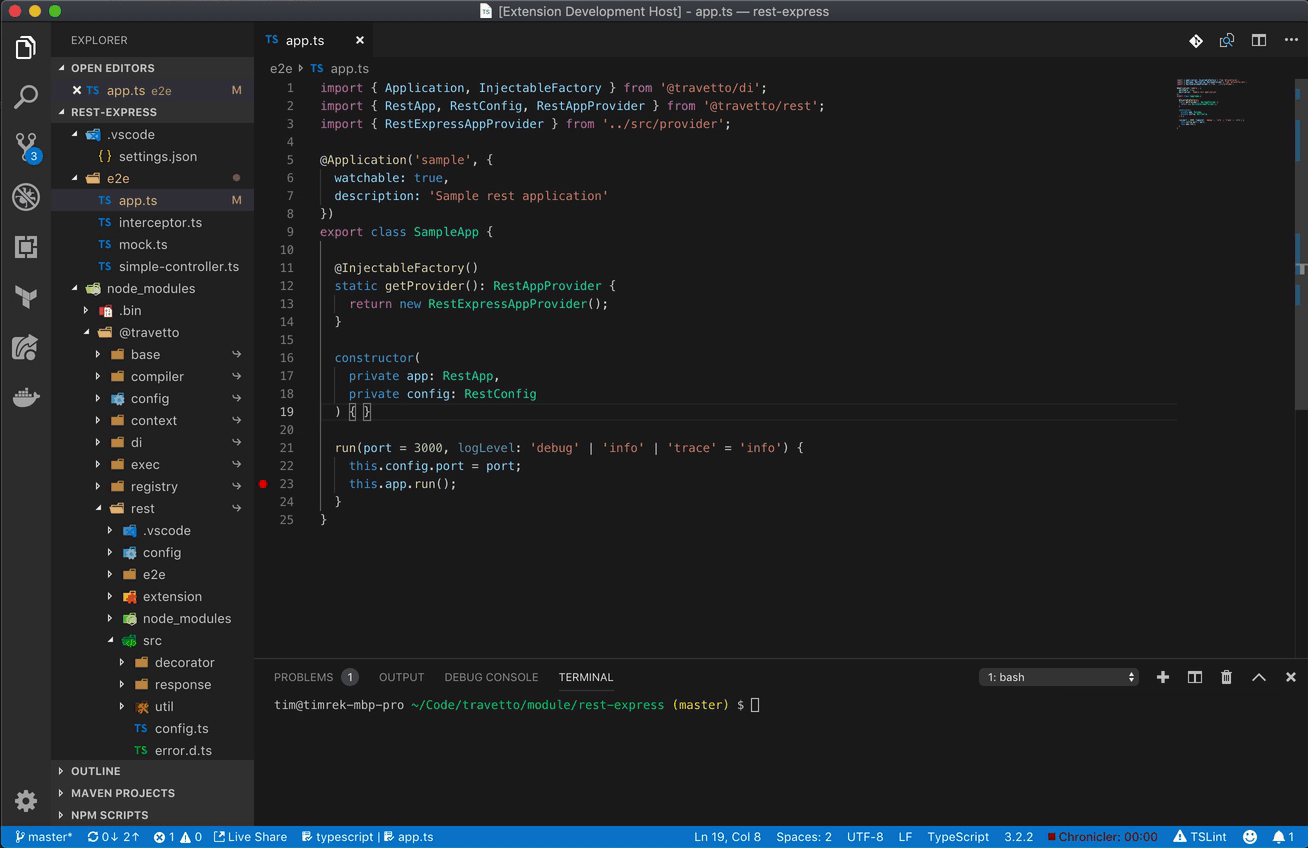 [Extension Development Host] - app.ts — rest-express
EXPLORER
OPEN EDITORS
TS app.ts e2e M
REST-EXPRESS
.vscode
{} settings.json
e2e
TS app.ts M
TS interceptor.ts
TS mock.ts
TS simple-controller.ts
node_modules
.bin
@travetto
base
compiler
config
context
di
exec
registry
rest
.vscode
config
e2e
extension
node_modules
src
decorator
response
util
TS config.ts
TS error.d.ts
OUTLINE
MAVEN PROJECTS
NPM SCRIPTS
3
TS app.ts
e2e TS app.ts
1 import { Application, InjectableFactory } from '@travetto/di';
2 import { RestApp, RestConfig, RestAppProvider } from '@travetto/rest';
3 import { RestExpressAppProvider } from '../src/provider';
4
5 @Application('sample', {
6 watchable: true,
7 description: 'Sample rest application'
8 })
9 export class SampleApp {
10
11 @InjectableFactory()
12 static getProvider(): RestAppProvider {
13 return new RestExpressAppProvider();
14 }
15
16 constructor(
17 private app: RestApp,
18 private config: RestConfig
19 ) { }
20
21 run(port = 3000, logLevel: 'debug' | 'info' | 'trace' = 'info') {
22 this.config.port = port;
23 this.app.run();
24 }
25 }
PROBLEMS 1 OUTPUT DEBUG CONSOLE TERMINAL 1: bash
tim@timrek-mbp-pro ~/Code/travetto/module/rest-express (master) $
master* 0↓ 2↑ 1 0 Live Share typescript | app.ts Ln 19, Col 8 Spaces: 2 UTF-8 LF TypeScript 3.2.2 Chronicler: 00:00 TSLint 1